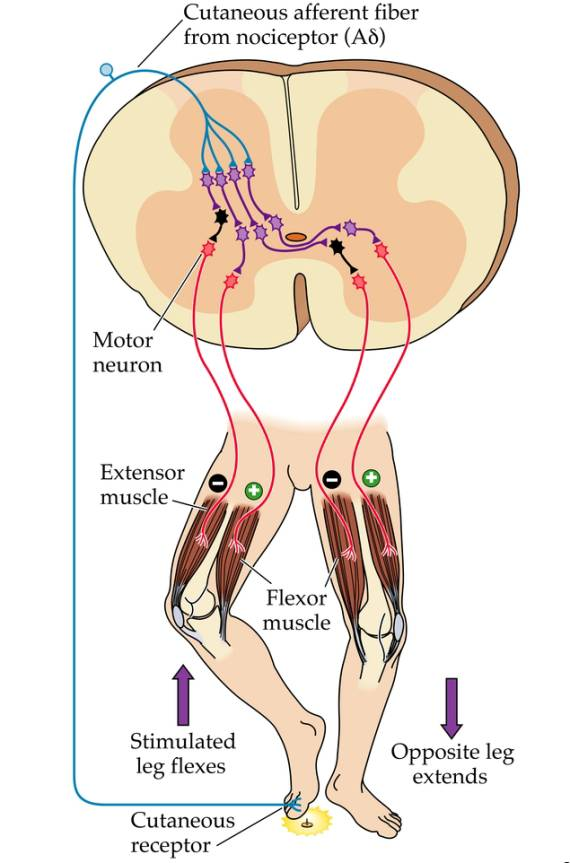 Cutaneous afferent fiber
from nociceptor (Aδ)
Motor
neuron
Extensor
muscle
−
+
−
+
Flexor
muscle
Stimulated
leg flexes
Opposite leg
extends
Cutaneous
receptor